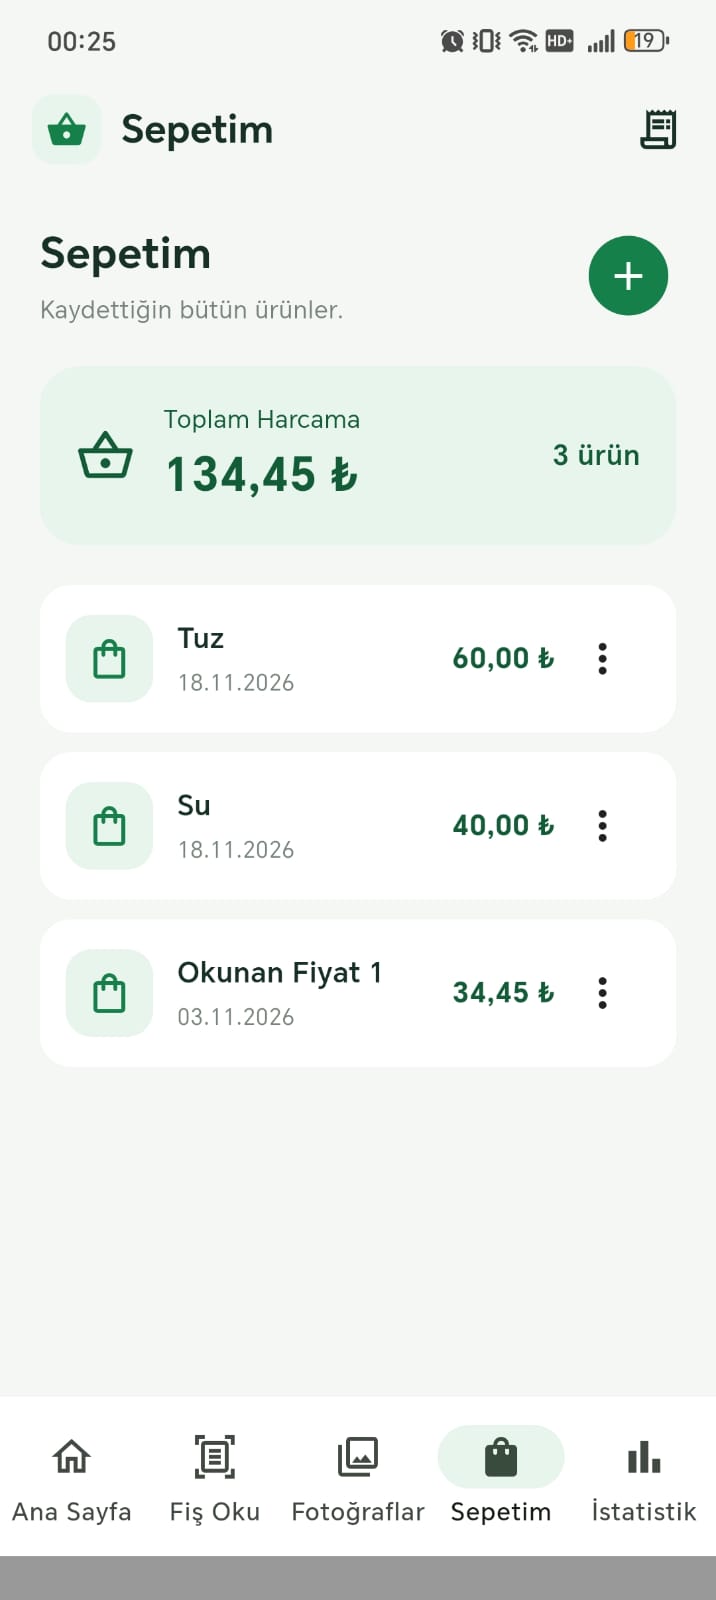 00:25
HD+
19
Sepetim
Sepetim
Kaydettiğin bütün ürünler.
Toplam Harcama
134,45 ₺
3 ürün
Tuz
18.11.2026
60,00 ₺
Su
18.11.2026
40,00 ₺
Okunan Fiyat 1
03.11.2026
34,45 ₺
Ana Sayfa
Fiş Oku
Fotoğraflar
Sepetim
İstatistik